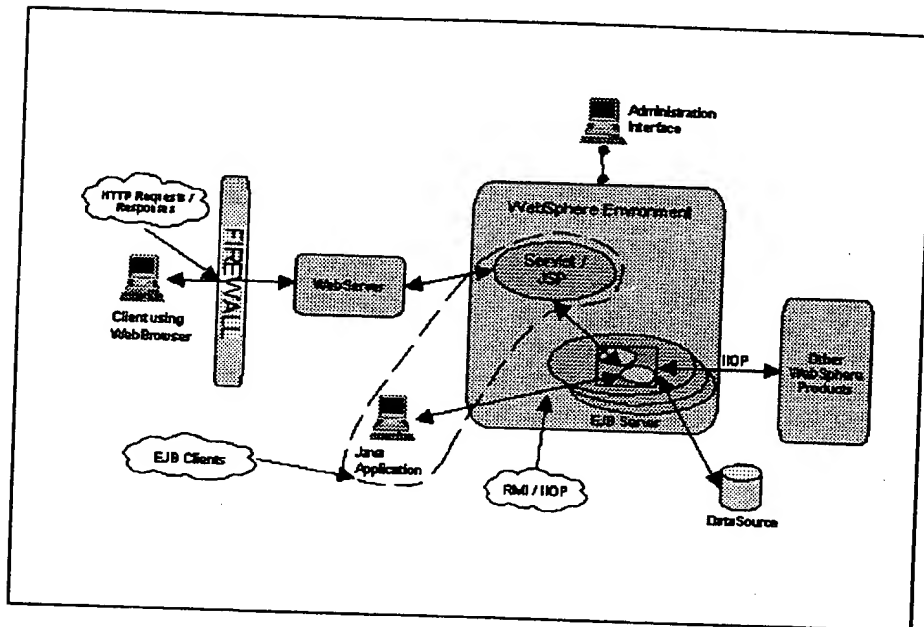 Administration
Interface
HTTP Requests /
Responses
FIREWALL
WebSphere Environment
Servlet /
JSP
WebServer
Client using
WebBrowser
IIOP
Other
WebSphere
Products
EJB Server
Java
Application
EJB Clients
RMI / IIOP
DataSource